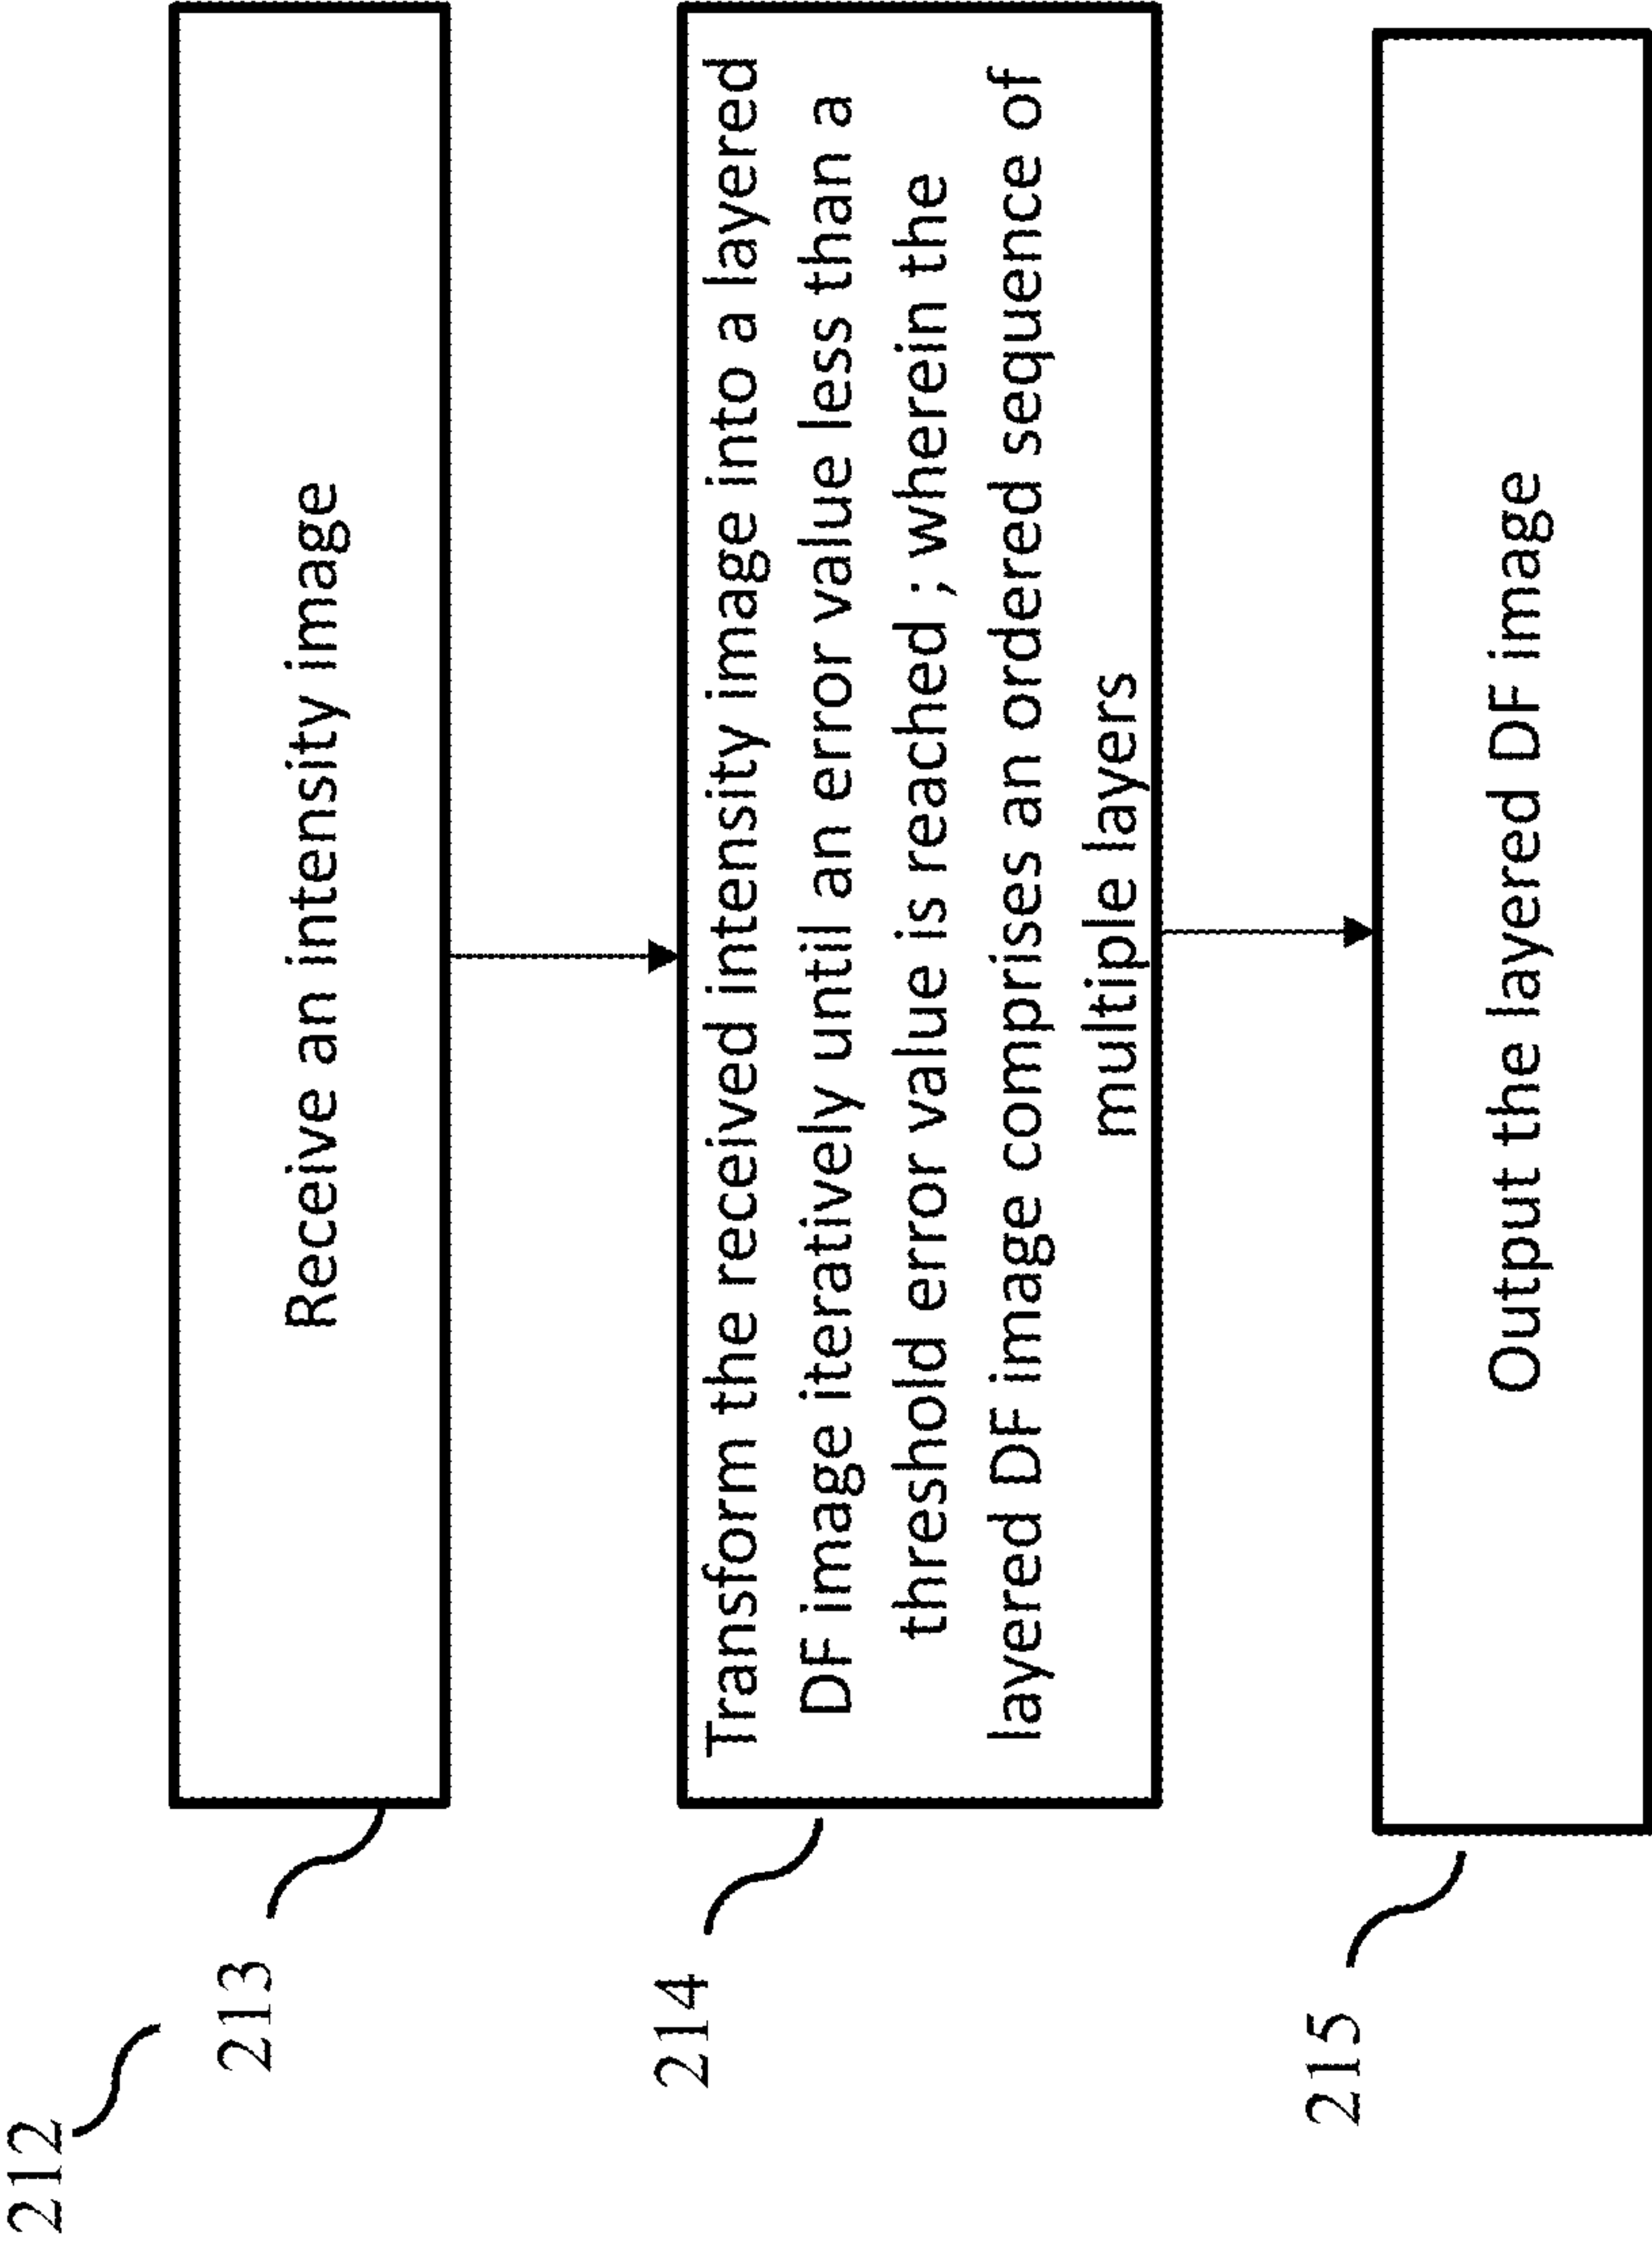 212
213
Receive an intensity image
214
Transform the received intensity image into a layered
DF image iteratively until an error value less than a
threshold error value is reached ; wherein the
layered DF image comprises an ordered sequence of
multiple layers
215
Output the layered DF image